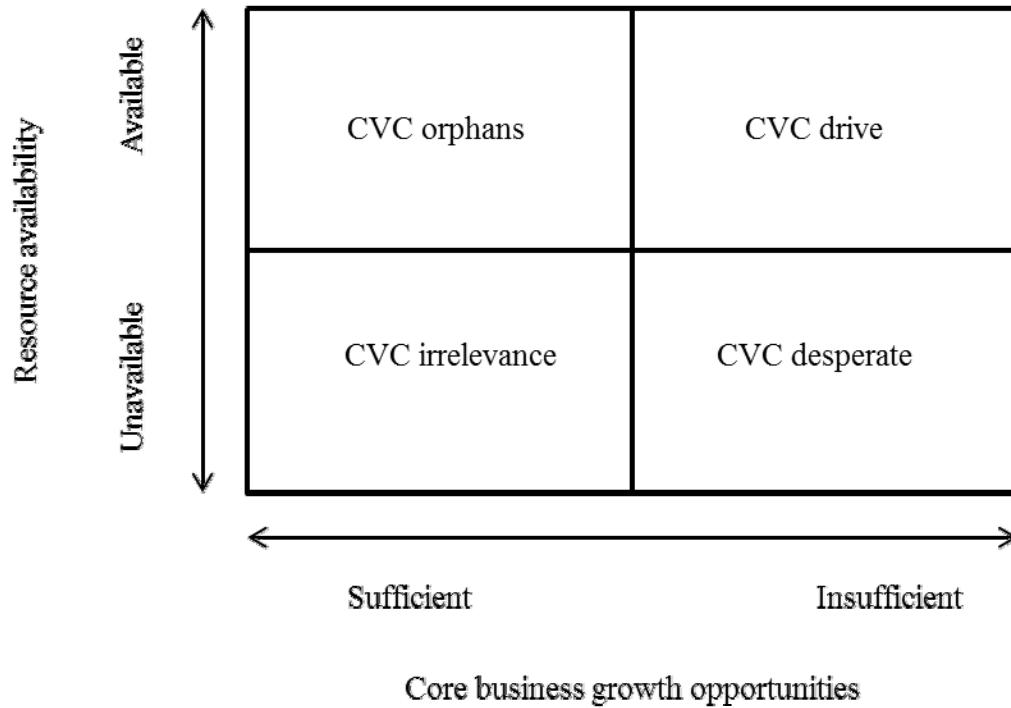 Resource availability
Available
Unavailable
CVC orphans
CVC drive
CVC irrelevance
CVC desperate
Sufficient
Insufficient
Core business growth opportunities